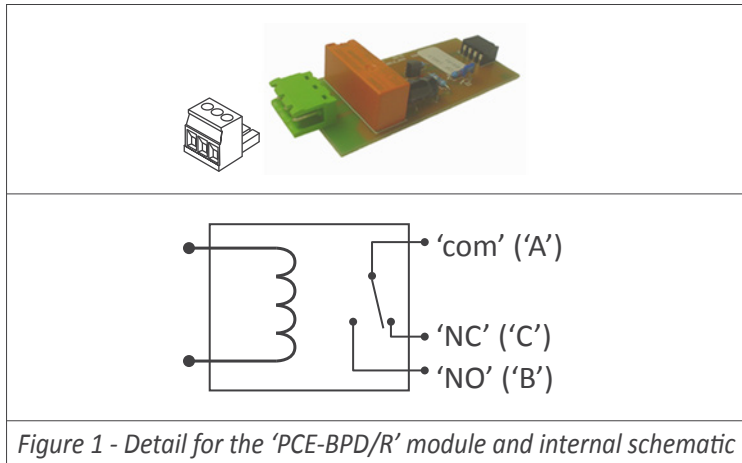 ‘com’ (‘A’)
‘NC’ (‘C’)
‘NO’ (‘B’)
Figure 1 - Detail for the ‘PCE-BPD/R’ module and internal schematic